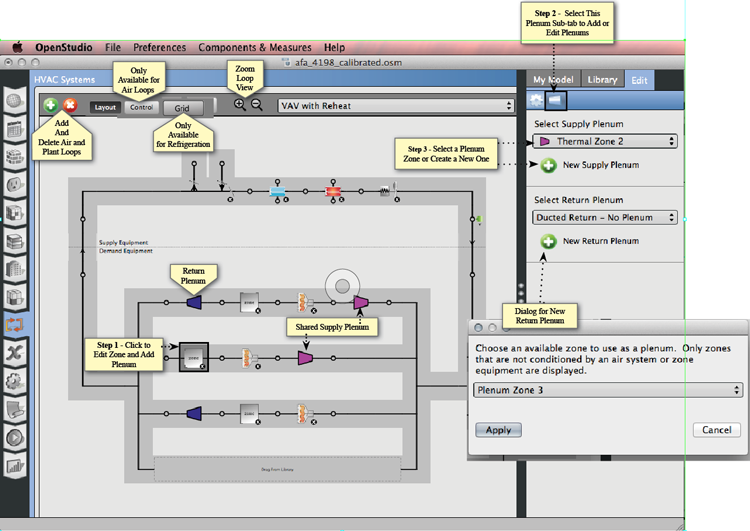 Step 2 - Select This
Plenum Sub-tab to Add or
Edit Plenums
OpenStudio File Preferences Components & Measures Help
afa_4198_calibrated.osm
HVAC Systems
Only
Available for
Air Loops
Zoom
Loop
View
My Model Library Edit
Layout Control Grid
VAV with Reheat
Add
And
Delete Air and
Plant Loops
Only
Available
for Refrigeration
Select Supply Plenum
Thermal Zone 2
Step 3 - Select a Plenum
Zone or Create a New One
New Supply Plenum
Select Return Plenum
Ducted Return - No Plenum
New Return Plenum
Supply Equipment
Demand Equipment
Return
Plenum
ZONE
Shared Supply Plenum
Dialog for New
Return Plenum
Step 1 - Click to
Edit Zone and Add
Plenum
ZONE
Choose an available zone to use as a plenum. Only zones
that are not conditioned by an air system or zone
equipment are displayed.
Plenum Zone 3
ZONE
Apply Cancel
Drag From Library